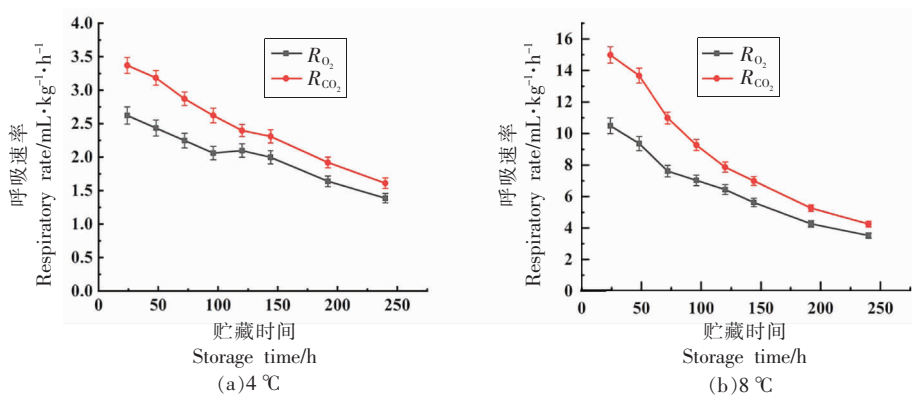 4.0
3.5
3.0
2.5
2.0
1.5
1.0
0.5
0.0
0 50 100 150 200 250
呼吸速率
Respiratory rate/mL·kg⁻¹·h⁻¹
R_O₂
R_CO₂
贮藏时间
Storage time/h
(a)4 ℃
16
14
12
10
8
6
4
2
0
0 50 100 150 200 250
呼吸速率
Respiratory rate/mL·kg⁻¹·h⁻¹
R_O₂
R_CO₂
贮藏时间
Storage time/h
(b)8 ℃